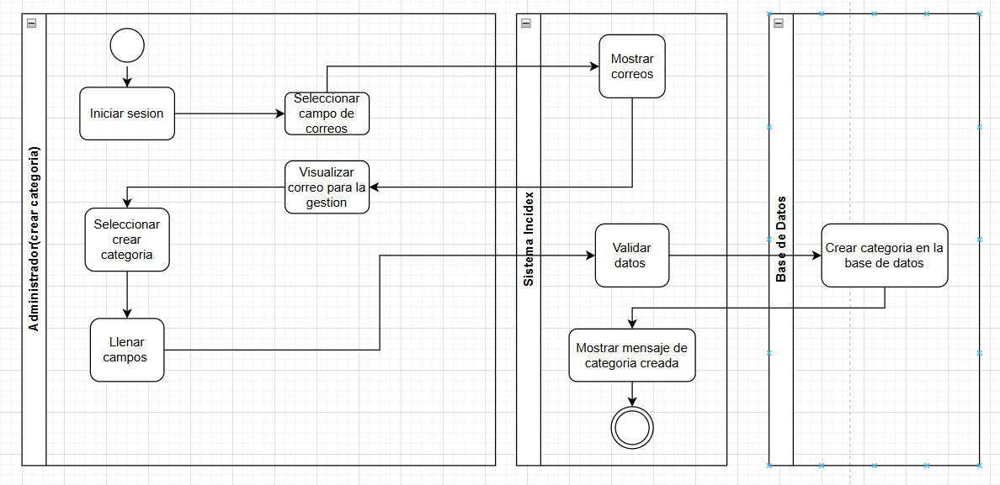 Administrador(crear categoria)
Iniciar sesion
Seleccionar
campo de
correos
Visualizar
correo para la
gestion
Seleccionar
crear
categoria
Llenar
campos
Sistema Incidex
Mostrar
correos
Validar
datos
Mostrar mensaje de
categoria creada
Base de Datos
Crear categoria en la
base de datos